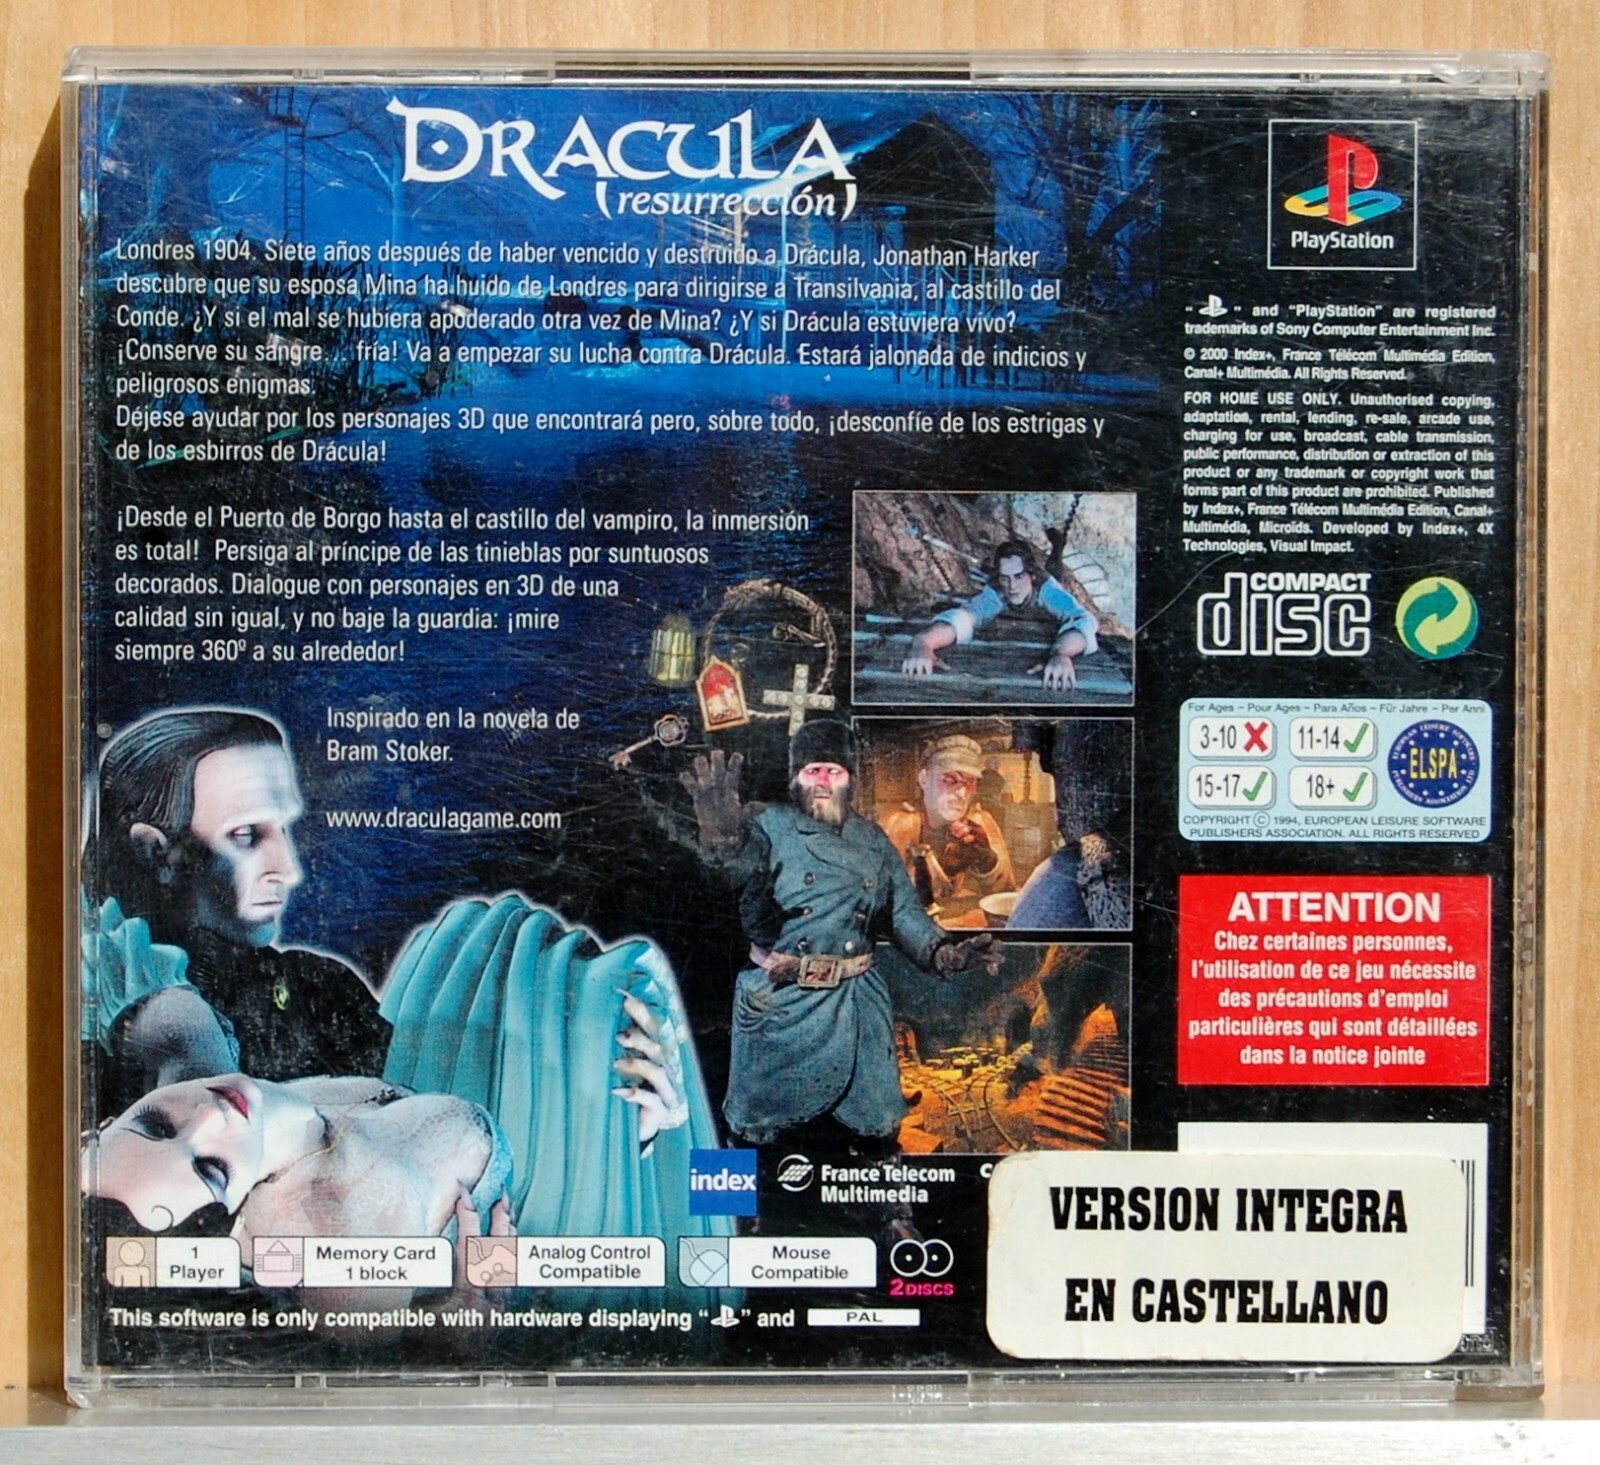 DRACULA
(resurrección)
Londres 1904. Siete años después de haber vencido y destruido a Drácula, Jonathan Harker
descubre que su esposa Mina ha huido de Londres para dirigirse a Transilvania, al castillo del
Conde. ¿Y si el mal se hubiera apoderado otra vez de Mina? ¿Y si Drácula estuviera vivo?
¡Conserve su sangre... fría! Va a empezar su lucha contra Drácula. Estará jalonada de indicios y
peligrosos enigmas.
Déjese ayudar por los personajes 3D que encontrará pero, sobre todo, ¡desconfíe de los estrigas y
de los esbirros de Drácula!
¡Desde el Puerto de Borgo hasta el castillo del vampiro, la inmersión
es total! Persiga al príncipe de las tinieblas por suntuosos
decorados. Dialogue con personajes en 3D de una
calidad sin igual, y no baje la guardia: ¡mire
siempre 360º a su alrededor!
Inspirado en la novela de
Bram Stoker.
www.draculagame.com
index
France Telecom
Multimedia
1
Player
Memory Card
1 block
Analog Control
Compatible
Mouse
Compatible
2 DISCS
This software is only compatible with hardware displaying " " and PAL
PlayStation
" " and "PlayStation" are registered
trademarks of Sony Computer Entertainment Inc.
© 2000 Index+, France Télécom Multimédia Edition,
Canal+ Multimédia. All Rights Reserved.
FOR HOME USE ONLY. Unauthorised copying,
adaptation, rental, lending, re-sale, arcade use,
charging for use, broadcast, cable transmission,
public performance, distribution or extraction of this
product or any trademark or copyright work that
forms part of this product are prohibited. Published
by Index+, France Télécom Multimédia Edition, Canal+
Multimédia, Microïds. Developed by Index+, 4X
Technologies, Visual Impact.
COMPACT
disc
For Ages - Pour Ages - Para Años - Für Jahre - Per Anni
3-10 11-14
15-17 18+
ELSPA
COPYRIGHT © 1994, EUROPEAN LEISURE SOFTWARE
PUBLISHERS ASSOCIATION. ALL RIGHTS RESERVED
ATTENTION
Chez certaines personnes,
l'utilisation de ce jeu nécessite
des précautions d'emploi
particulières qui sont détaillées
dans la notice jointe
VERSION INTEGRA
EN CASTELLANO